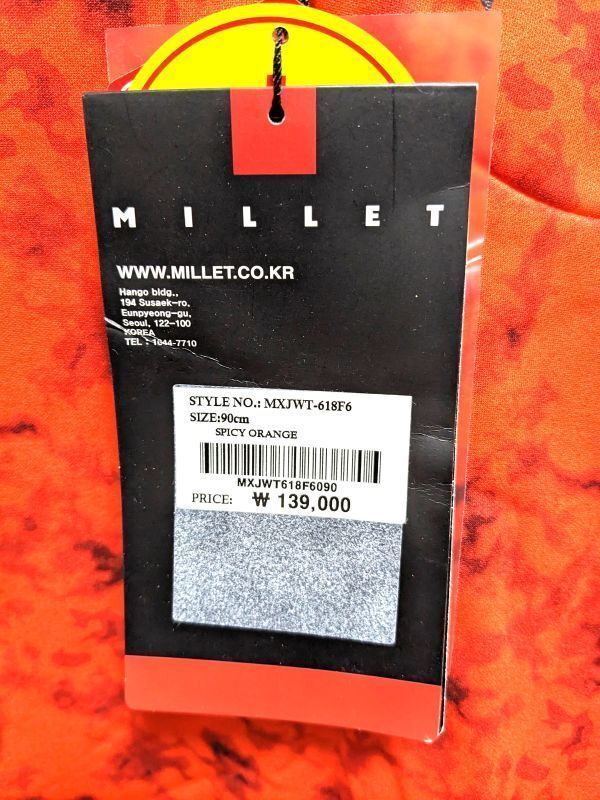 MILLET
WWW.MILLET.CO.KR
Hango bldg.,
194 Susaek-ro,
Eunpyeong-gu,
Seoul, 122-100
KOREA
TEL : 1644-7710
STYLE NO.: MXJWT-618F6
SIZE:90cm
SPICY ORANGE
MXJWT618F6090
PRICE: ₩ 139,000